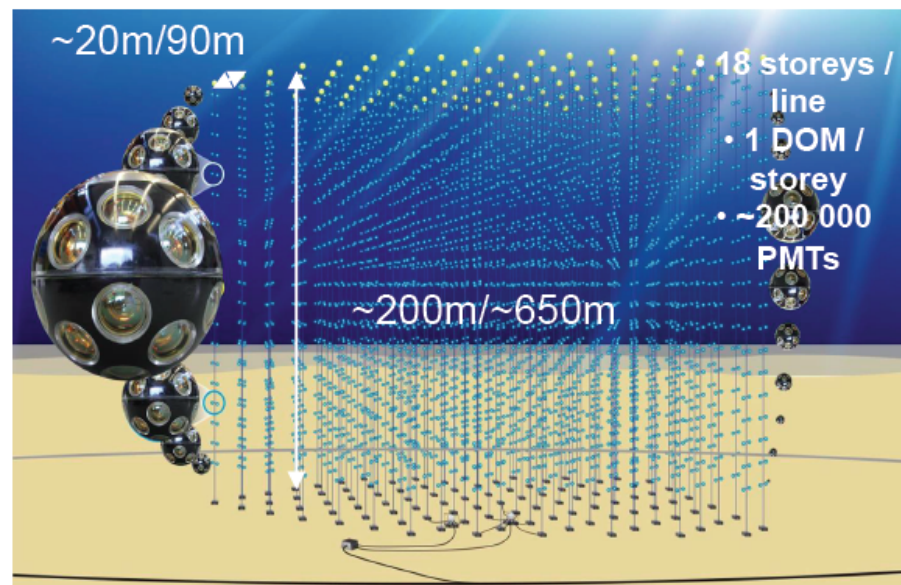 ~20m/90m
• 18 storeys /
line
• 1 DOM /
storey
• ~200 000
PMTs
~200m/~650m